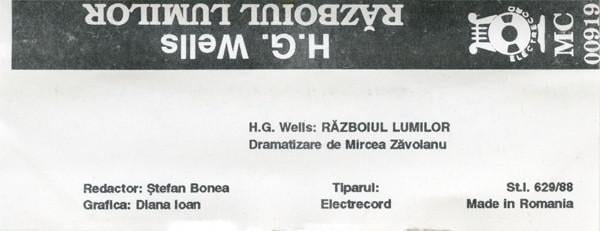 H.G. Wells
RĂZBOIUL LUMILOR
ELECTRECORD
MC
00919
H.G. Wells: RĂZBOIUL LUMILOR
Dramatizare de Mircea Zăvoianu
Redactor: Ștefan Bonea
Grafica: Diana Ioan
Tiparul:
Electrecord
St.I. 629/88
Made in Romania